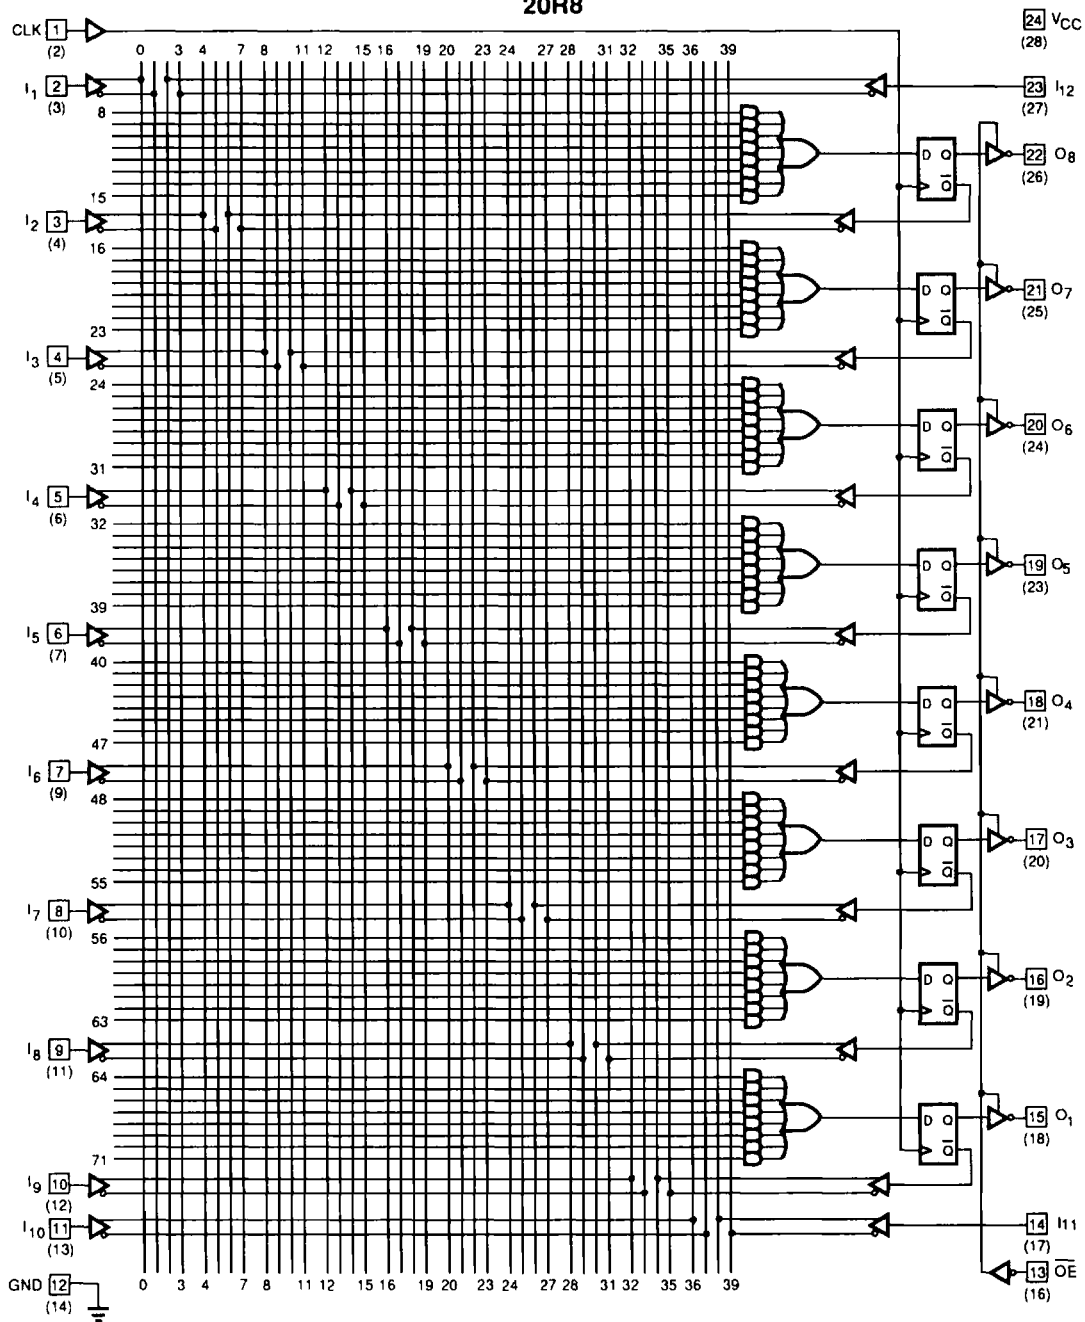 20R8
CLK 1 (2)
24 VCC (28)
0 3 4 7 8 11 12 15 16 19 20 23 24 27 28 31 32 35 36 39
I1 2 (3)
23 I12 (27)
8
D Q
Q̅
22 O8 (26)
15
I2 3 (4)
16
D Q
Q̅
21 O7 (25)
23
I3 4 (5)
24
D Q
Q̅
20 O6 (24)
31
I4 5 (6)
32
D Q
Q̅
19 O5 (23)
39
I5 6 (7)
40
D Q
Q̅
18 O4 (21)
47
I6 7 (9)
48
D Q
Q̅
17 O3 (20)
55
I7 8 (10)
56
D Q
Q̅
16 O2 (19)
63
I8 9 (11)
64
D Q
Q̅
15 O1 (18)
71
I9 10 (12)
I10 11 (13)
14 I11 (17)
GND 12 (14)
0 3 4 7 8 11 12 15 16 19 20 23 24 27 28 31 32 35 36 39
13 O̅E̅ (16)